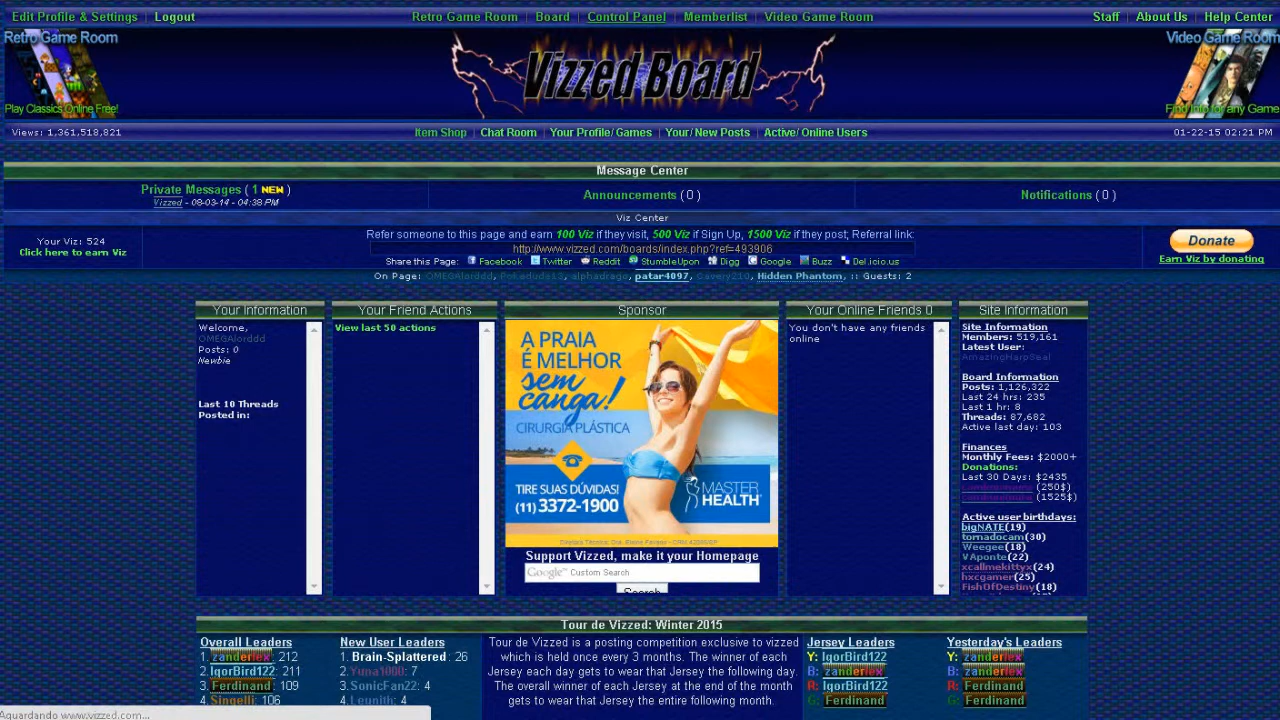 Edit Profile & Settings | Logout
Retro Game Room | Board | Control Panel | Memberlist | Video Game Room
Staff | About Us | Help Center
Retro Game Room
Play Classics Online Free!
Vizzed Board
Video Game Room
Find Info for any Game
Views: 1,361,518,821
Item Shop | Chat Room | Your Profile/Games | Your/New Posts | Active/Online Users
01-22-15 02:21 PM
Message Center
Private Messages ( 1 NEW )
Vizzed - 08-03-14 - 04:38 PM
Announcements ( 0 )
Notifications ( 0 )
Viz Center
Your Viz: 524
Click here to earn Viz
Refer someone to this page and earn 100 Viz if they visit, 500 Viz if Sign Up, 1500 Viz if they post; Referral link:
http://www.vizzed.com/boards/index.php?ref=493906
Share this Page: Facebook Twitter Reddit StumbleUpon Digg Google Buzz Del.icio.us
Donate
Earn Viz by donating
On Page: OMEGAlorddd, Pokedude13, alphadrago, patar4097, Savery210, Hidden Phantom, :: Guests: 2
Your Information
Welcome,
OMEGAlorddd
Posts: 0
Newbie
Last 10 Threads
Posted in:
Your Friend Actions
View last 50 actions
Sponsor
A PRAIA
É MELHOR
sem
canga!
CIRURGIA PLÁSTICA
TIRE SUAS DÚVIDAS!
(11) 3372-1900
MASTER
HEALTH
Support Vizzed, make it your Homepage
Google™ Custom Search
Search
Your Online Friends 0
You don't have any friends
online
Site Information
Site Information
Members: 519,161
Latest User:
AmazingHarpSeal
Board Information
Posts: 1,126,322
Last 24 hrs: 235
Last 1 hr: 8
Threads: 87,682
Active last day: 103
Finances
Monthly Fees: $2000+
Donations:
Last 30 Days: $2435
(250$)
(1525$)
Active user birthdays:
bigNATE(19)
tornadocam(30)
Weegee(18)
VAponte(22)
xcallmekittyx(24)
hxcgamer(25)
FishOfDestiny(18)
Tour de Vizzed: Winter 2015
Overall Leaders
1. zanderlex: 212
2. IgorBird122: 211
3. Ferdinand: 109
4. Singelli: 106
New User Leaders
1. Brain-Splattered: 26
2. Yuna1000: 7
3. SonicFan22: 4
4. Leunith: 4
Tour de Vizzed is a posting competition exclusive to vizzed
which is held once every 3 months. The winner of each
Jersey each day gets to wear that Jersey the following day.
The overall winner of each Jersey at the end of the month
gets to wear that Jersey the entire following month.
Jersey Leaders
Y: IgorBird122
B: zanderlex
R: IgorBird122
G: Ferdinand
Yesterday's Leaders
Y: zanderlex
B: zanderlex
R: Ferdinand
G: Ferdinand
Aguardando www.vizzed.com...